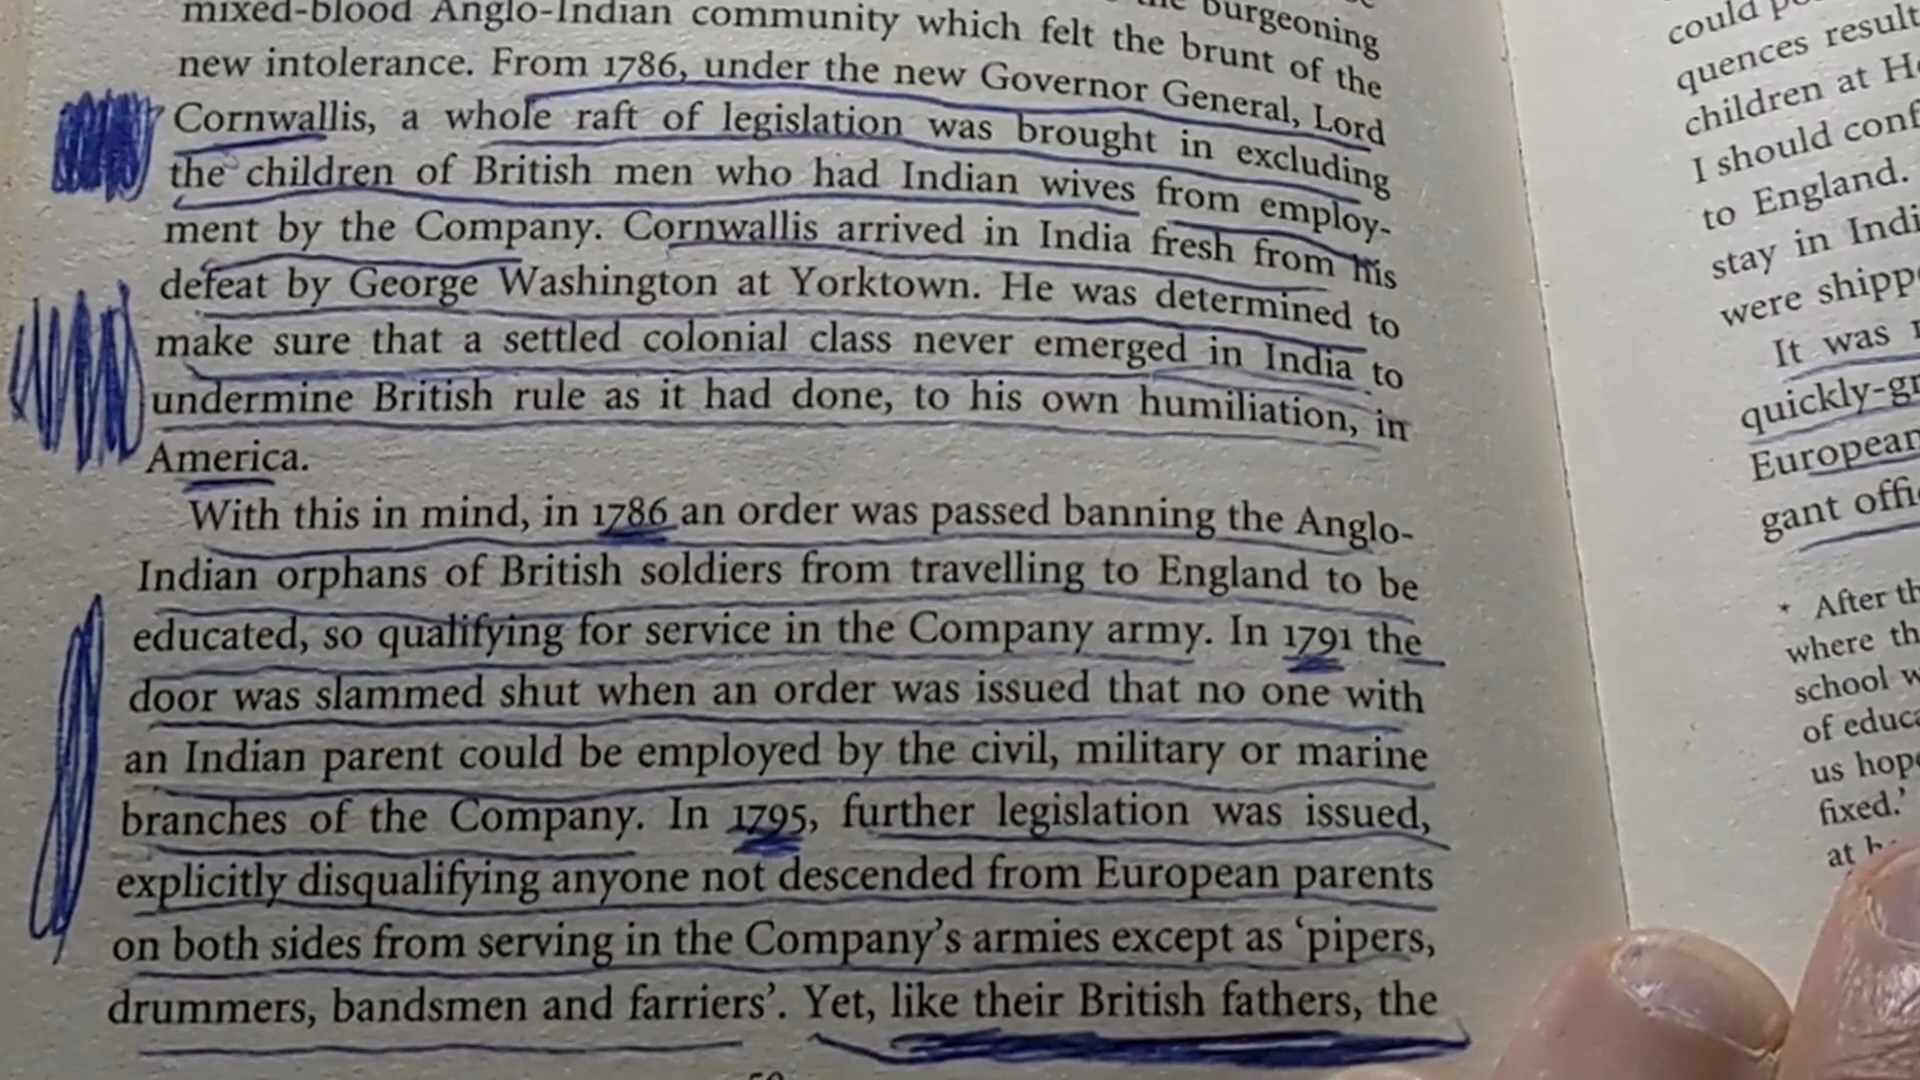 burgeoning
mixed-blood Anglo-Indian community which felt the brunt of the
new intolerance. From 1786, under the new Governor General, Lord
Cornwallis, a whole raft of legislation was brought in excluding
the children of British men who had Indian wives from employ-
ment by the Company. Cornwallis arrived in India fresh from his
defeat by George Washington at Yorktown. He was determined to
make sure that a settled colonial class never emerged in India to
undermine British rule as it had done, to his own humiliation, in
America.
With this in mind, in 1786 an order was passed banning the Anglo-
Indian orphans of British soldiers from travelling to England to be
educated, so qualifying for service in the Company army. In 1791 the
door was slammed shut when an order was issued that no one with
an Indian parent could be employed by the civil, military or marine
branches of the Company. In 1795, further legislation was issued,
explicitly disqualifying anyone not descended from European parents
on both sides from serving in the Company's armies except as ‘pipers,
drummers, bandsmen and farriers’. Yet, like their British fathers, the
could
quences
children at
I should
to England.
stay in
were
It was
quickly-
European
gant
* After
where
school
of
us
fixed.’
at